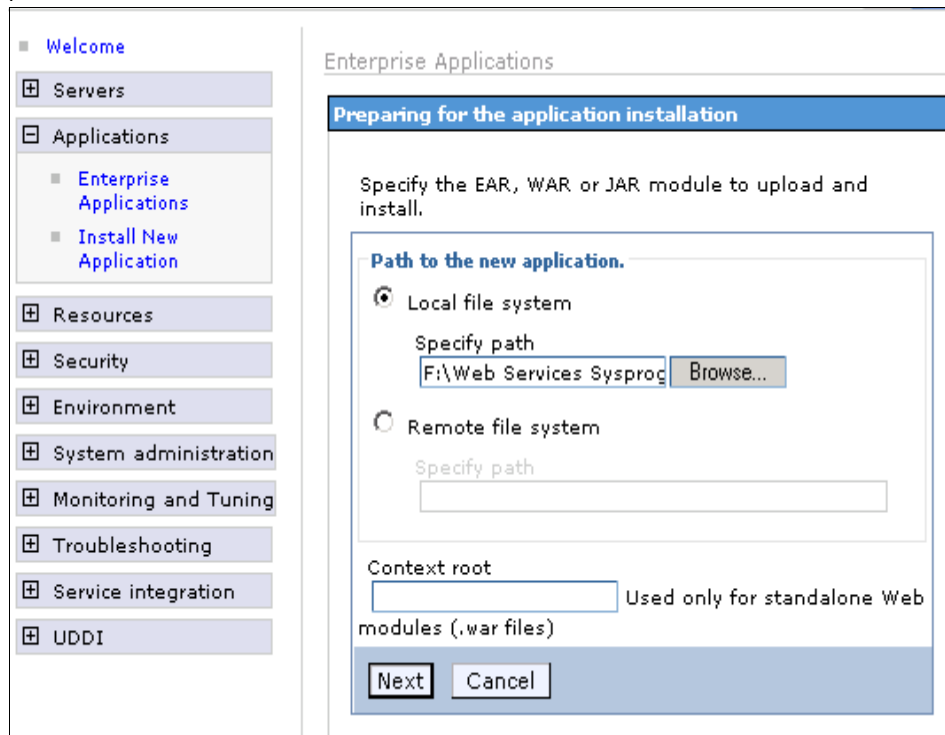 Welcome
Servers
Applications
Enterprise
Applications
Install New
Application
Resources
Security
Environment
System administration
Monitoring and Tuning
Troubleshooting
Service integration
UDDI
Enterprise Applications
Preparing for the application installation
Specify the EAR, WAR or JAR module to upload and
install.
Path to the new application.
Local file system
Specify path
F:\Web Services Sysprog Browse...
Remote file system
Specify path
Context root
Used only for standalone Web
modules (.war files)
Next Cancel